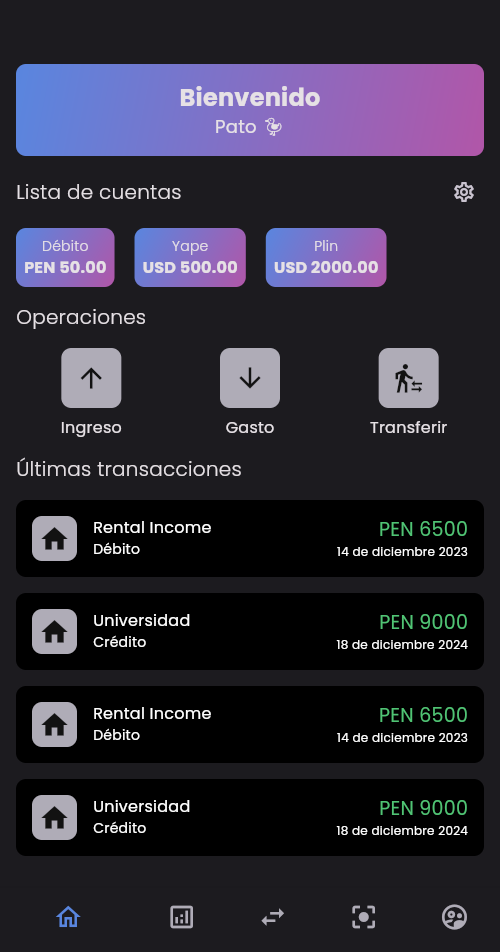 Bienvenido
Pato 🦆
Lista de cuentas
Débito
PEN 50.00
Yape
USD 500.00
Plin
USD 2000.00
Operaciones
Ingreso
Gasto
Transferir
Últimas transacciones
Rental Income
Débito
PEN 6500
14 de diciembre 2023
Universidad
Crédito
PEN 9000
18 de diciembre 2024
Rental Income
Débito
PEN 6500
14 de diciembre 2023
Universidad
Crédito
PEN 9000
18 de diciembre 2024